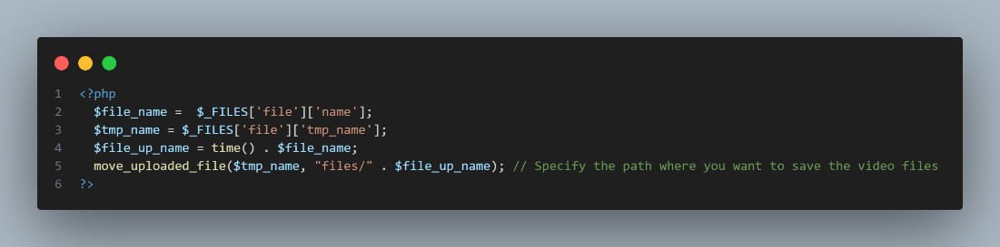 1 <?php
2   $file_name =  $_FILES['file']['name'];
3   $tmp_name = $_FILES['file']['tmp_name'];
4   $file_up_name = time() . $file_name;
5   move_uploaded_file($tmp_name, "files/" . $file_up_name); // Specify the path where you want to save the video files
6 ?>